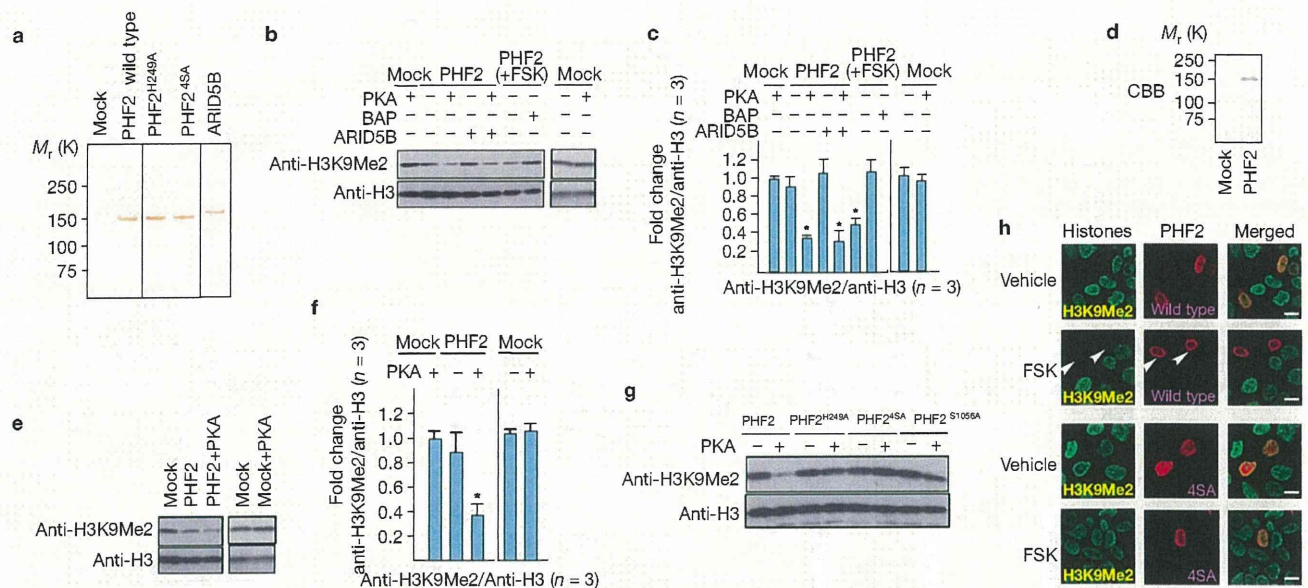 a
Mock
PHF2 wild type
PHF2H249A
PHF24SA
ARID5B
Mr (K)
250
150
100
75
b
PHF2
Mock PHF2 (+FSK) Mock
PKA + − + − + − − − +
BAP − − − − − − + − −
ARID5B − − − + + − − − −
Anti-H3K9Me2
Anti-H3
c
PHF2
Mock PHF2 (+FSK) Mock
PKA + − + − + − − − +
BAP − − − − − − + − −
ARID5B − − − + + − − − −
Fold change
anti-H3K9Me2/anti-H3 (n = 3)
1.2
1.0
0.8
0.6
0.4
0.2
* * *
Anti-H3K9Me2/anti-H3 (n = 3)
d
Mr (K)
250
150
100
75
CBB
Mock
PHF2
e
Mock
PHF2
PHF2+PKA
Mock
Mock+PKA
Anti-H3K9Me2
Anti-H3
f
Mock PHF2 Mock
PKA + − + − +
Fold change
anti-H3K9Me2/anti-H3 (n = 3)
1.2
1.0
0.8
0.6
0.4
0.2
*
Anti-H3K9Me2/Anti-H3 (n = 3)
g
PHF2 PHF2H249A PHF24SA PHF2S1056A
PKA − + − + − + − +
Anti-H3K9Me2
Anti-H3
h
Histones PHF2 Merged
Vehicle
H3K9Me2 Wild type
FSK
H3K9Me2 Wild type
Vehicle
H3K9Me2 4SA
FSK
H3K9Me2 4SA